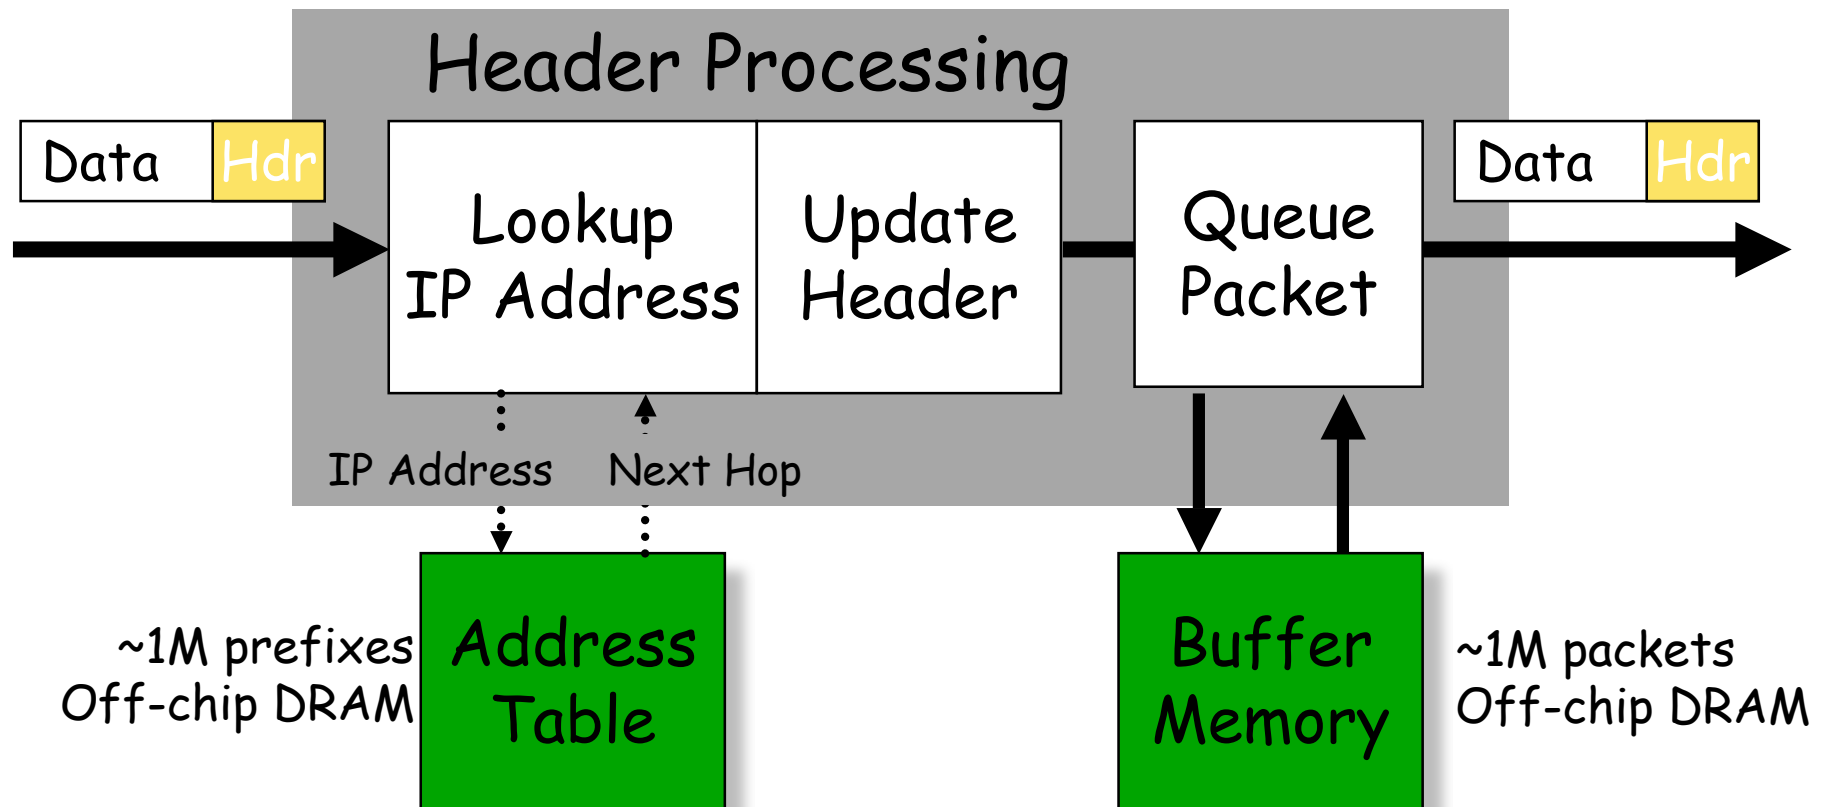 Header Processing
Data Hdr
Lookup
IP Address
Update
Header
Queue
Packet
Data Hdr
IP Address
Next Hop
~1M prefixes
Off-chip DRAM
Address
Table
Buffer
Memory
~1M packets
Off-chip DRAM